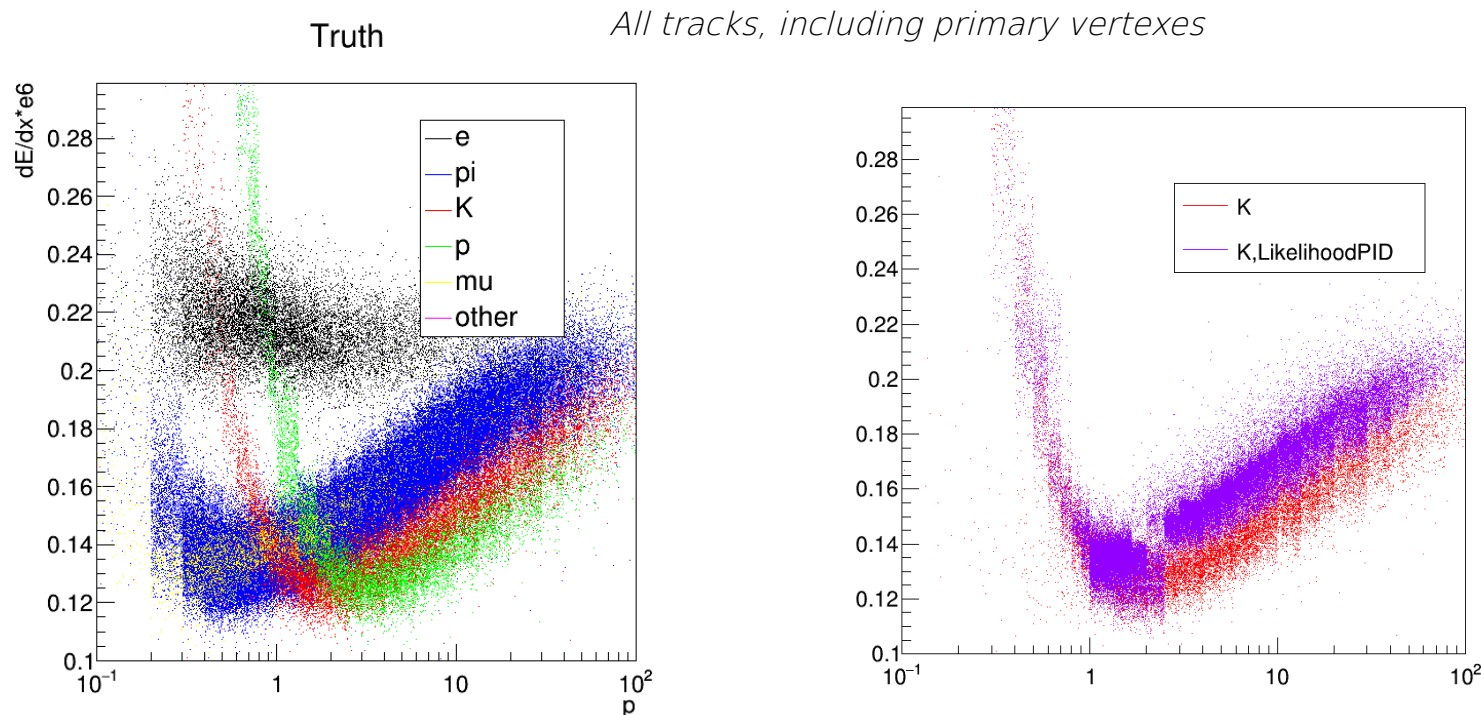 All tracks, including primary vertexes
Truth
dE/dx*e6
0.28
0.26
0.24
0.22
0.2
0.18
0.16
0.14
0.12
0.1
10⁻¹
1
10
10²
p
e
pi
K
p
mu
other
0.28
0.26
0.24
0.22
0.2
0.18
0.16
0.14
0.12
0.1
10⁻¹
1
10
10²
K
K,LikelihoodPID